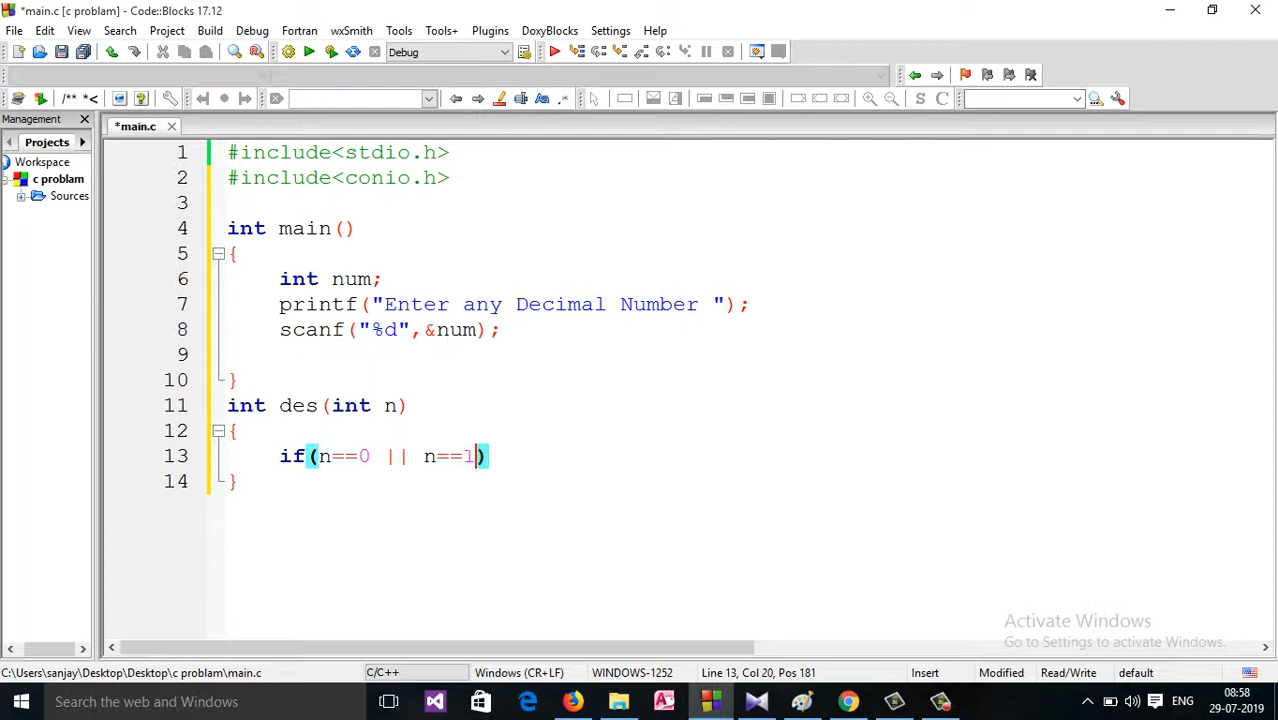 *main.c [c problam] - Code::Blocks 17.12
File Edit View Search Project Build Debug Fortran wxSmith Tools Tools+ Plugins DoxyBlocks Settings Help
Debug
/** *<
S C
Management
*main.c
Projects
Workspace
c problam
Sources
1 #include<stdio.h>
2 #include<conio.h>
3
4 int main()
5 {
6 int num;
7 printf("Enter any Decimal Number ");
8 scanf("%d",&num);
9
10 }
11 int des(int n)
12 {
13 if(n==0 || n==1)
14 }
Activate Windows
Go to Settings to activate Windows.
C:\Users\sanjay\Desktop\Desktop\c problam\main.c C/C++ Windows (CR+LF) WINDOWS-1252 Line 13, Col 20, Pos 181 Insert Modified Read/Write default
Search the web and Windows
ENG
08:58
29-07-2019